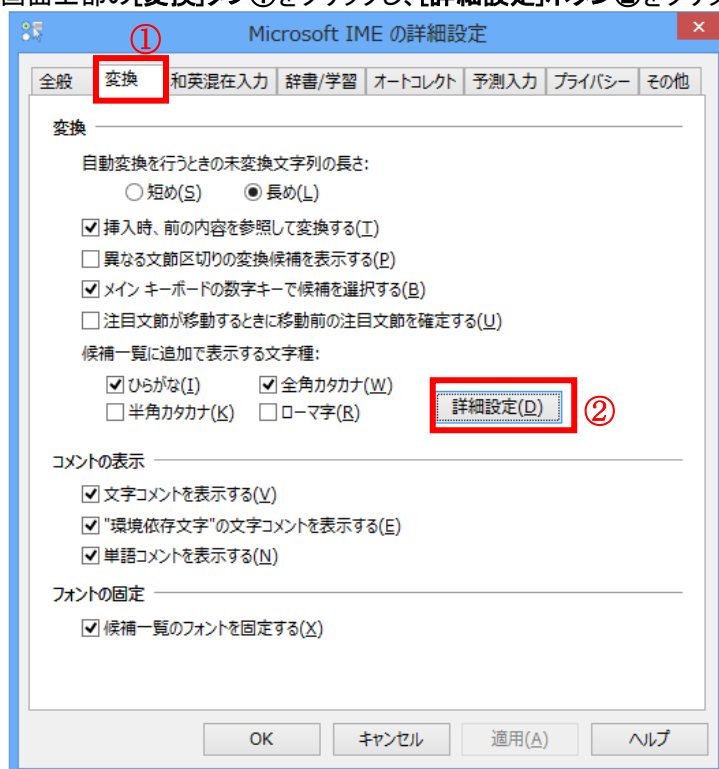 画面上部の[変換]タブ①をクリックし、[詳細設定]ボタン②をクリッ
① Microsoft IME の詳細設定
全般 変換 和英混在入力 辞書/学習 オートコレクト 予測入力 プライバシー その他
変換
自動変換を行うときの未変換文字列の長さ:
短め(S) 長め(L)
挿入時、前の内容を参照して変換する(T)
異なる文節区切りの変換候補を表示する(P)
メイン キーボードの数字キーで候補を選択する(B)
注目文節が移動するときに移動前の注目文節を確定する(U)
候補一覧に追加で表示する文字種:
ひらがな(I) 全角カタカナ(W)
半角カタカナ(K) ローマ字(R) 詳細設定(D) ②
コメントの表示
文字コメントを表示する(V)
"環境依存文字"の文字コメントを表示する(E)
単語コメントを表示する(N)
フォントの固定
候補一覧のフォントを固定する(X)
OK キャンセル 適用(A) ヘルプ